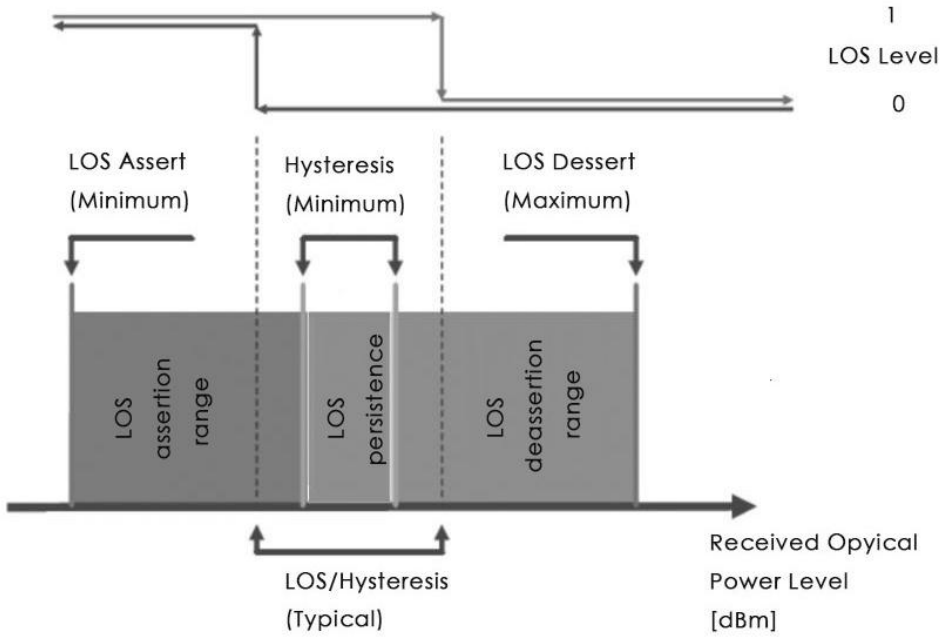 1
LOS Level
0
LOS Assert
(Minimum)
Hysteresis
(Minimum)
LOS Dessert
(Maximum)
LOS
assertion
range
LOS
persistence
LOS
deassertion
range
LOS/Hysteresis
(Typical)
Received Opyical
Power Level
[dBm]